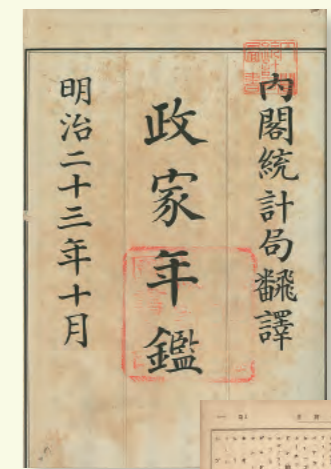 内閣統計局飜譯
政家年鑑
明治二十三年十月